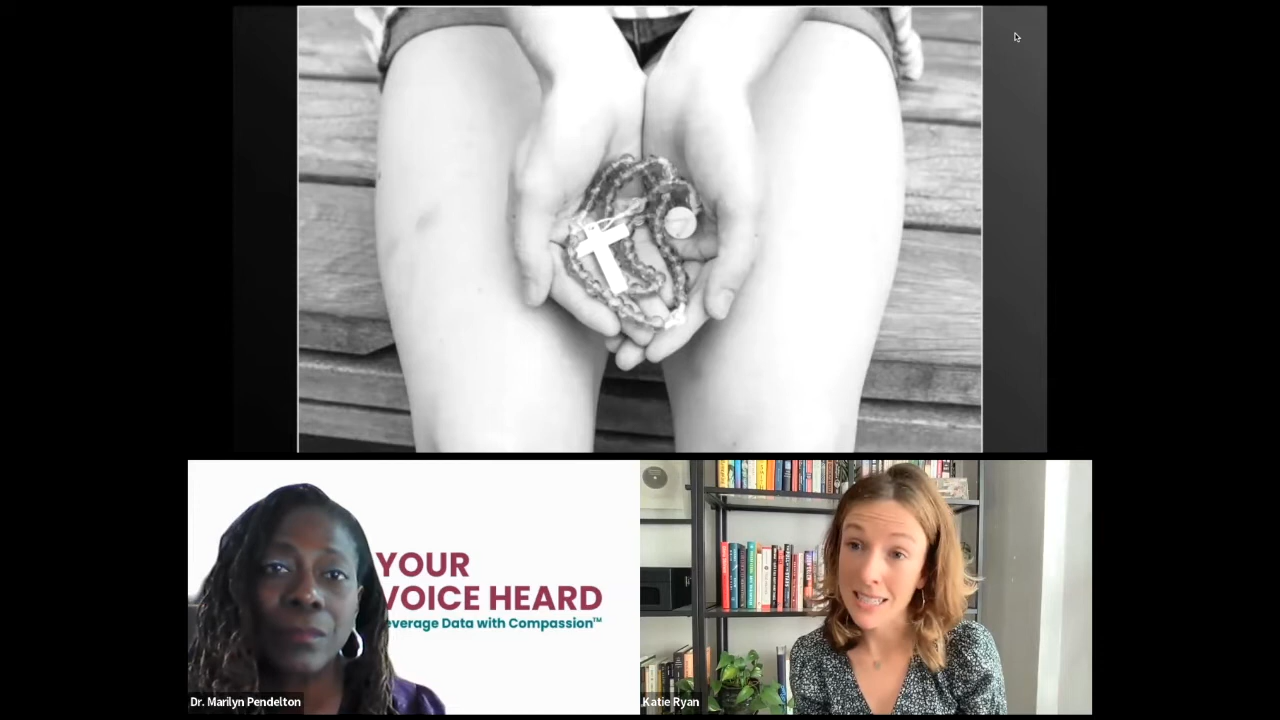 YOUR
VOICE HEARD
everage Data with Compassion™
Dr. Marilyn Pendelton
Katie Ryan